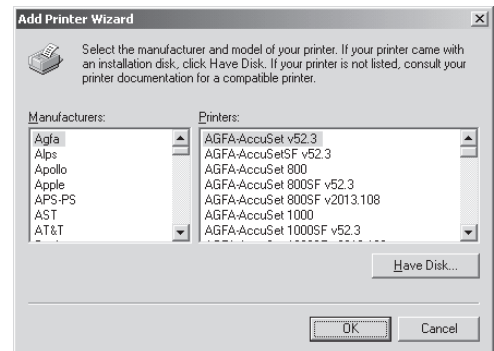 Add Printer Wizard
Select the manufacturer and model of your printer. If your printer came with
an installation disk, click Have Disk. If your printer is not listed, consult your
printer documentation for a compatible printer.
Manufacturers:
Agfa
Alps
Apollo
Apple
APS-PS
AST
AT&T
Printers:
AGFA-AccuSet v52.3
AGFA-AccuSetSF v52.3
AGFA-AccuSet 800
AGFA-AccuSet 800SF v52.3
AGFA-AccuSet 800SF v2013.108
AGFA-AccuSet 1000
AGFA-AccuSet 1000SF v52.3
Have Disk...
OK
Cancel